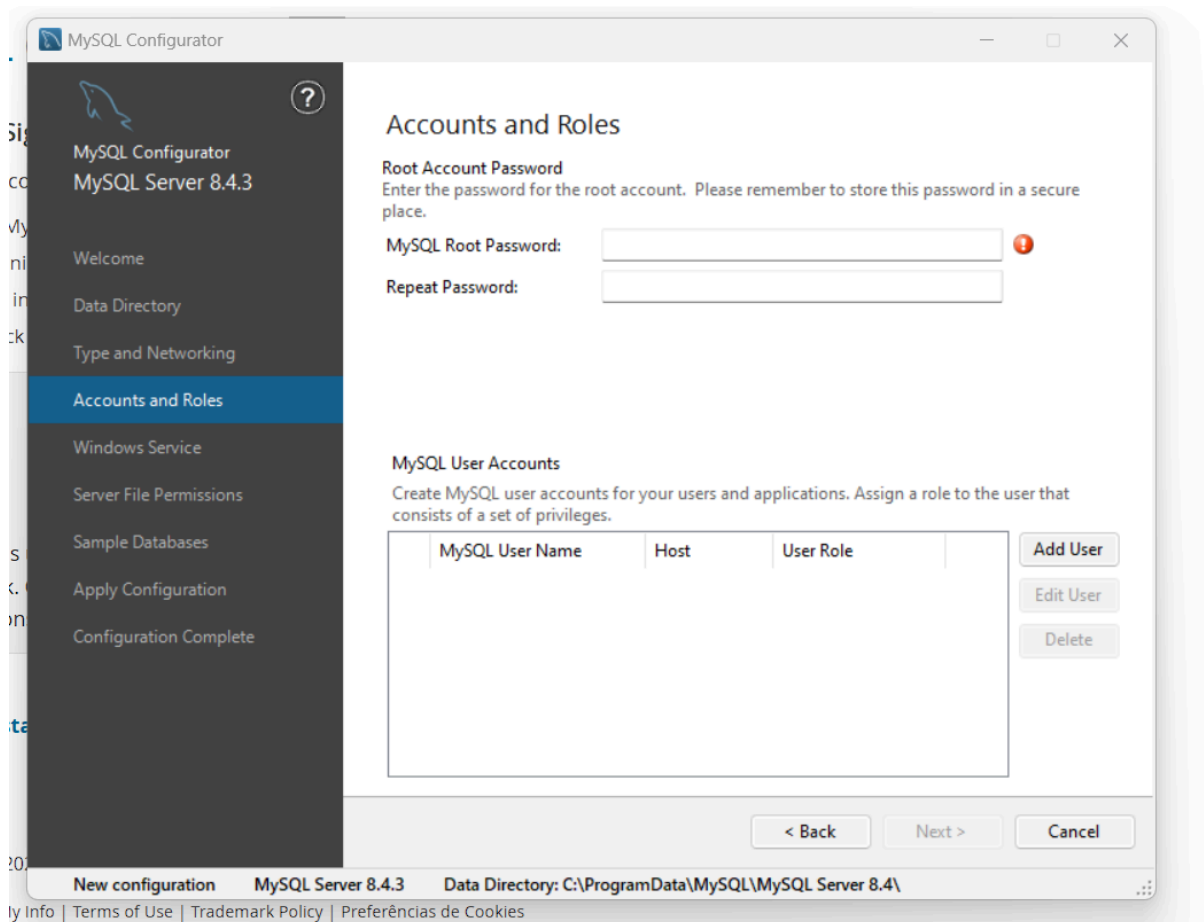 MySQL Configurator
?
MySQL Configurator
MySQL Server 8.4.3
Welcome
Data Directory
Type and Networking
Accounts and Roles
Windows Service
Server File Permissions
Sample Databases
Apply Configuration
Configuration Complete
Accounts and Roles
Root Account Password
Enter the password for the root account. Please remember to store this password in a secure
place.
MySQL Root Password:
Repeat Password:
MySQL User Accounts
Create MySQL user accounts for your users and applications. Assign a role to the user that
consists of a set of privileges.
MySQL User Name Host User Role
Add User
Edit User
Delete
< Back Next > Cancel
New configuration MySQL Server 8.4.3 Data Directory: C:\ProgramData\MySQL\MySQL Server 8.4\
Info | Terms of Use | Trademark Policy | Preferências de Cookies